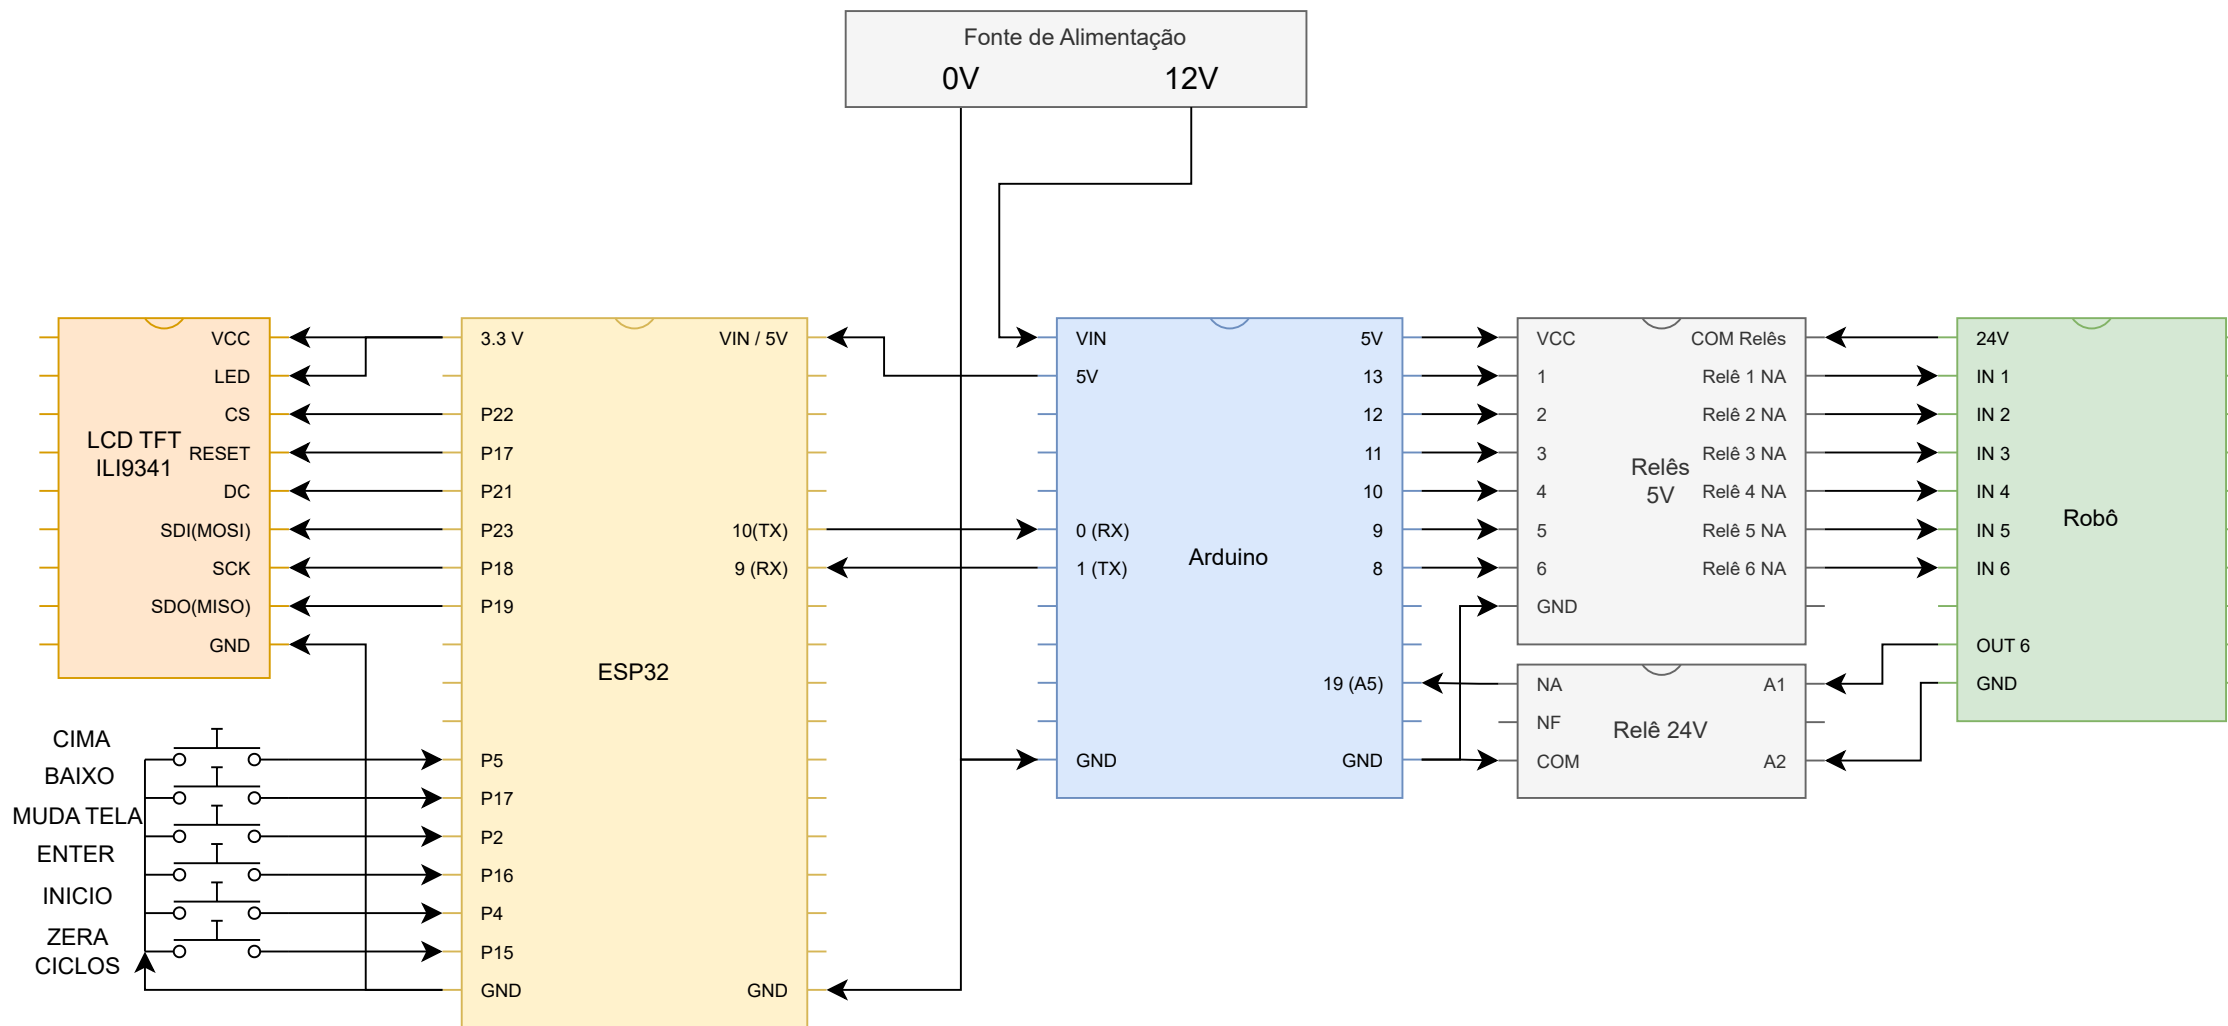 Fonte de Alimentação
0V
12V
VCC
LED
CS
RESET
DC
SDI(MOSI)
SCK
SDO(MISO)
GND
LCD TFT
ILI9341
3.3 V
P22
P17
P21
P23
P18
P19
P5
P17
P2
P16
P4
P15
GND
ESP32
VIN / 5V
10(TX)
9 (RX)
GND
CIMA
BAIXO
MUDA TELA
ENTER
INICIO
ZERA
CICLOS
VIN
5V
0 (RX)
1 (TX)
GND
Arduino
5V
13
12
11
10
9
8
19 (A5)
GND
VCC
1
2
3
4
5
6
GND
Relês
5V
COM Relês
Relê 1 NA
Relê 2 NA
Relê 3 NA
Relê 4 NA
Relê 5 NA
Relê 6 NA
NA
NF
COM
Relê 24V
A1
A2
24V
IN 1
IN 2
IN 3
IN 4
IN 5
IN 6
OUT 6
GND
Robô